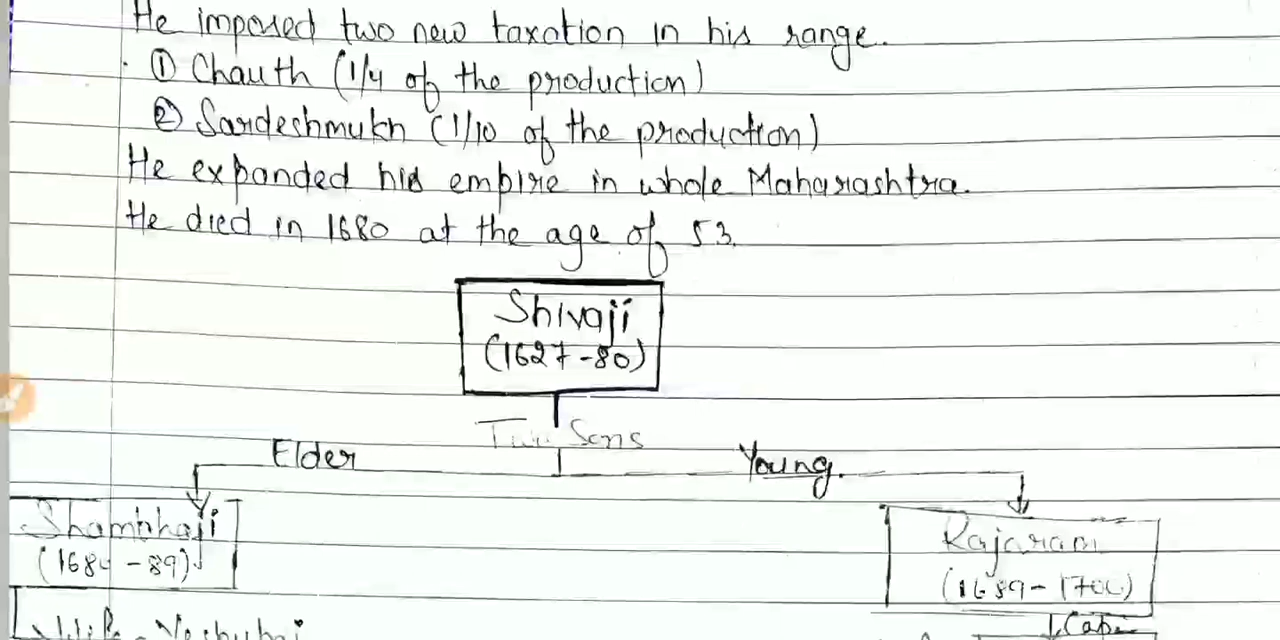 He imposed two new taxation in his range.
① Chauth (1/4 of the production)
② Sardeshmukh (1/10 of the production)
He expanded his empire in whole Maharashtra.
He died in 1680 at the age of 53.
Shivaji
(1627-80)
Two Sons
Elder
Young.
Shambhaji
(1680-89)
Rajaram
(1689-1700)
Wife - Yeshubai